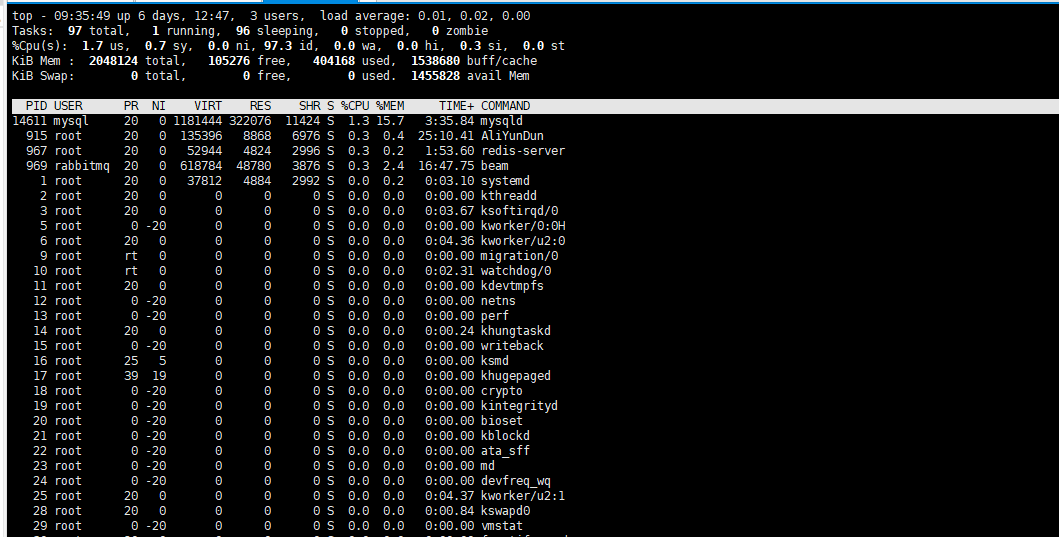 top - 09:35:49 up 6 days, 12:47,  3 users,  load average: 0.01, 0.02, 0.00
Tasks:  97 total,   1 running,  96 sleeping,   0 stopped,   0 zombie
%Cpu(s):  1.7 us,  0.7 sy,  0.0 ni, 97.3 id,  0.0 wa,  0.0 hi,  0.3 si,  0.0 st
KiB Mem :  2048124 total,   105276 free,   404168 used,  1538680 buff/cache
KiB Swap:        0 total,        0 free,        0 used.  1455828 avail Mem
PID USER      PR  NI    VIRT    RES    SHR S %CPU %MEM     TIME+ COMMAND
14611 mysql     20   0 1181444 322076  11424 S  1.3 15.7   3:35.84 mysqld
915 root      20   0  135396   8868   6976 S  0.3  0.4  25:10.41 AliYunDun
967 root      20   0   52944   4824   2996 S  0.3  0.2   1:53.60 redis-server
969 rabbitmq  20   0  618784  48780   3876 S  0.3  2.4  16:47.75 beam
1 root      20   0   37812   4884   2992 S  0.0  0.2   0:03.10 systemd
2 root      20   0       0      0      0 S  0.0  0.0   0:00.00 kthreadd
3 root      20   0       0      0      0 S  0.0  0.0   0:03.67 ksoftirqd/0
5 root       0 -20       0      0      0 S  0.0  0.0   0:00.00 kworker/0:0H
6 root      20   0       0      0      0 S  0.0  0.0   0:04.36 kworker/u2:0
9 root      rt   0       0      0      0 S  0.0  0.0   0:00.00 migration/0
10 root      rt   0       0      0      0 S  0.0  0.0   0:02.31 watchdog/0
11 root      20   0       0      0      0 S  0.0  0.0   0:00.00 kdevtmpfs
12 root       0 -20       0      0      0 S  0.0  0.0   0:00.00 netns
13 root       0 -20       0      0      0 S  0.0  0.0   0:00.00 perf
14 root      20   0       0      0      0 S  0.0  0.0   0:00.24 khungtaskd
15 root       0 -20       0      0      0 S  0.0  0.0   0:00.00 writeback
16 root      25   5       0      0      0 S  0.0  0.0   0:00.00 ksmd
17 root      39  19       0      0      0 S  0.0  0.0   0:00.00 khugepaged
18 root       0 -20       0      0      0 S  0.0  0.0   0:00.00 crypto
19 root       0 -20       0      0      0 S  0.0  0.0   0:00.00 kintegrityd
20 root       0 -20       0      0      0 S  0.0  0.0   0:00.00 bioset
21 root       0 -20       0      0      0 S  0.0  0.0   0:00.00 kblockd
22 root       0 -20       0      0      0 S  0.0  0.0   0:00.00 ata_sff
23 root       0 -20       0      0      0 S  0.0  0.0   0:00.00 md
24 root       0 -20       0      0      0 S  0.0  0.0   0:00.00 devfreq_wq
25 root      20   0       0      0      0 S  0.0  0.0   0:04.37 kworker/u2:1
28 root      20   0       0      0      0 S  0.0  0.0   0:00.84 kswapd0
29 root       0 -20       0      0      0 S  0.0  0.0   0:00.00 vmstat